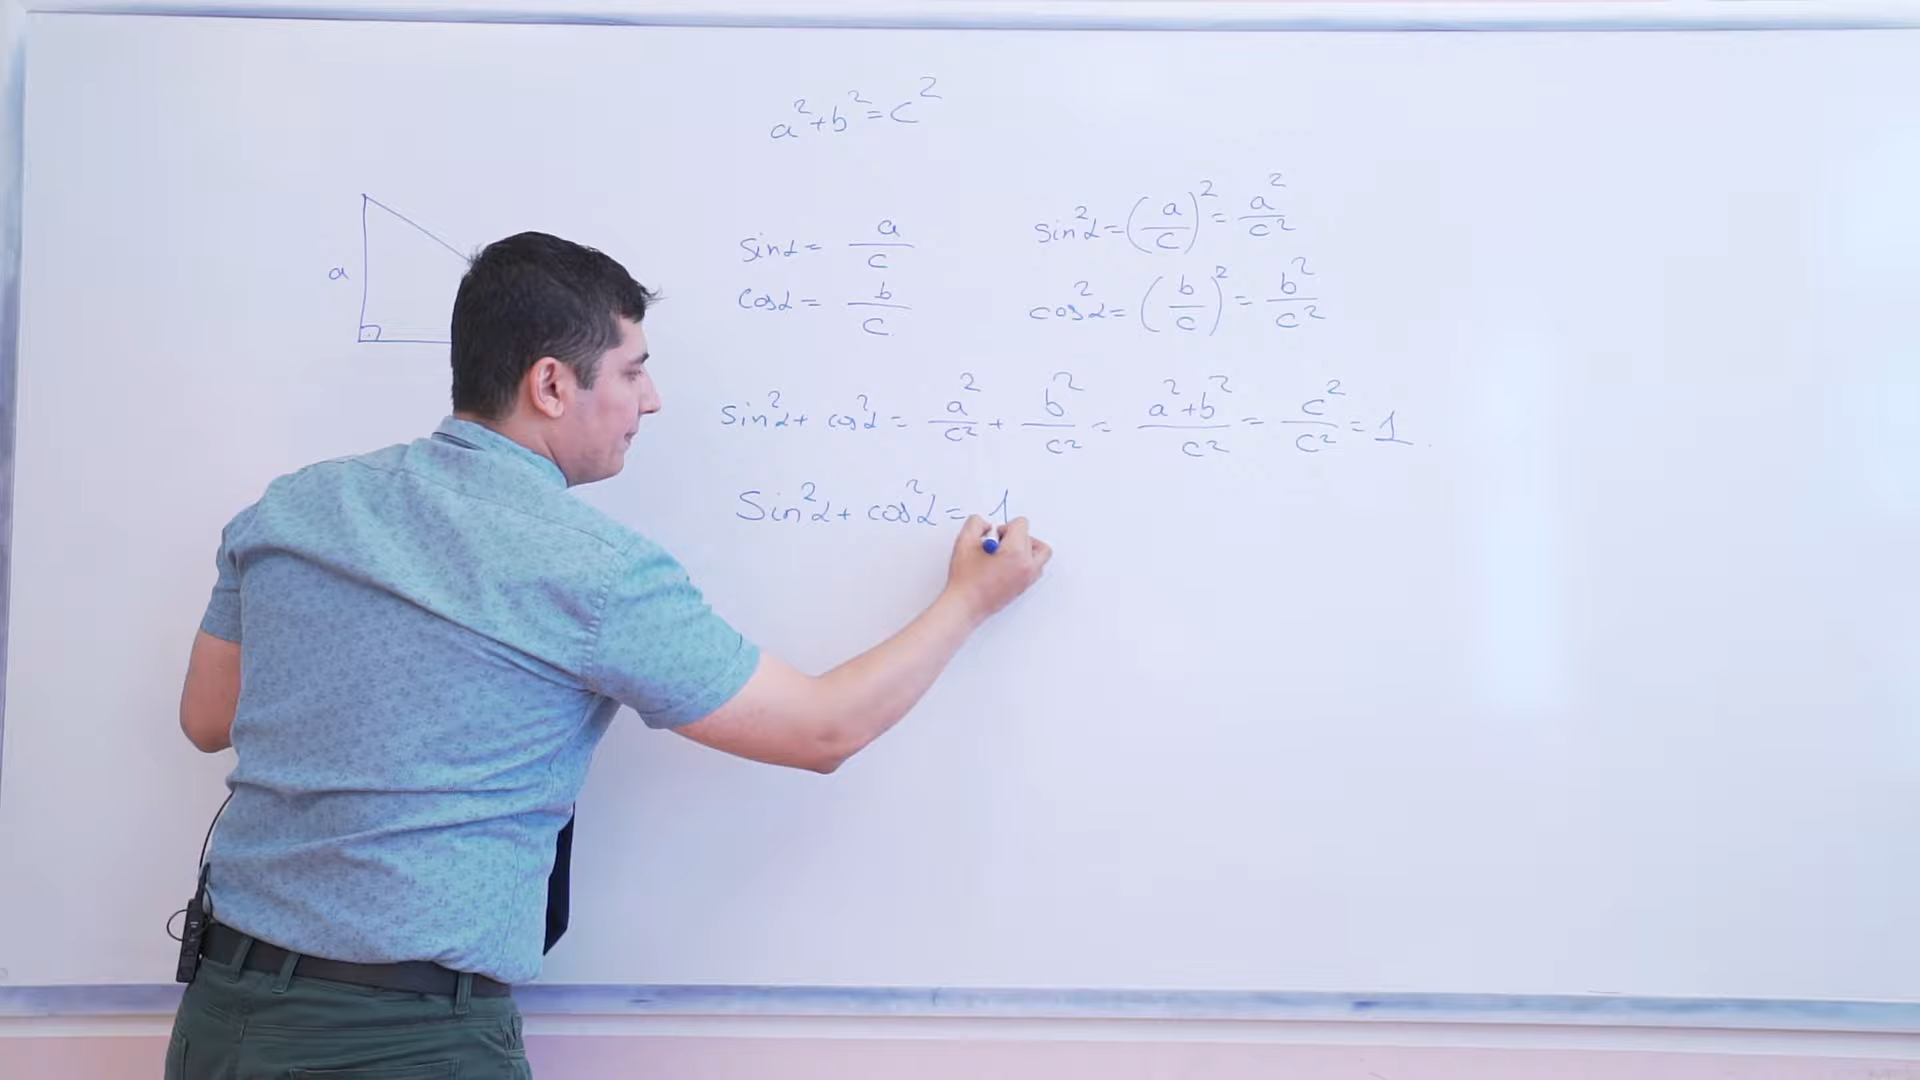 a²+b²=c²
a
sinα= a/c
sin²α=(a/c)²=a²/c²
cosα= b/c
cos²α=(b/c)²=b²/c²
sin²α+ cos²α= a²/c² + b²/c² = a²+b²/c² = c²/c² = 1
Sin²α+ cos²α= 1